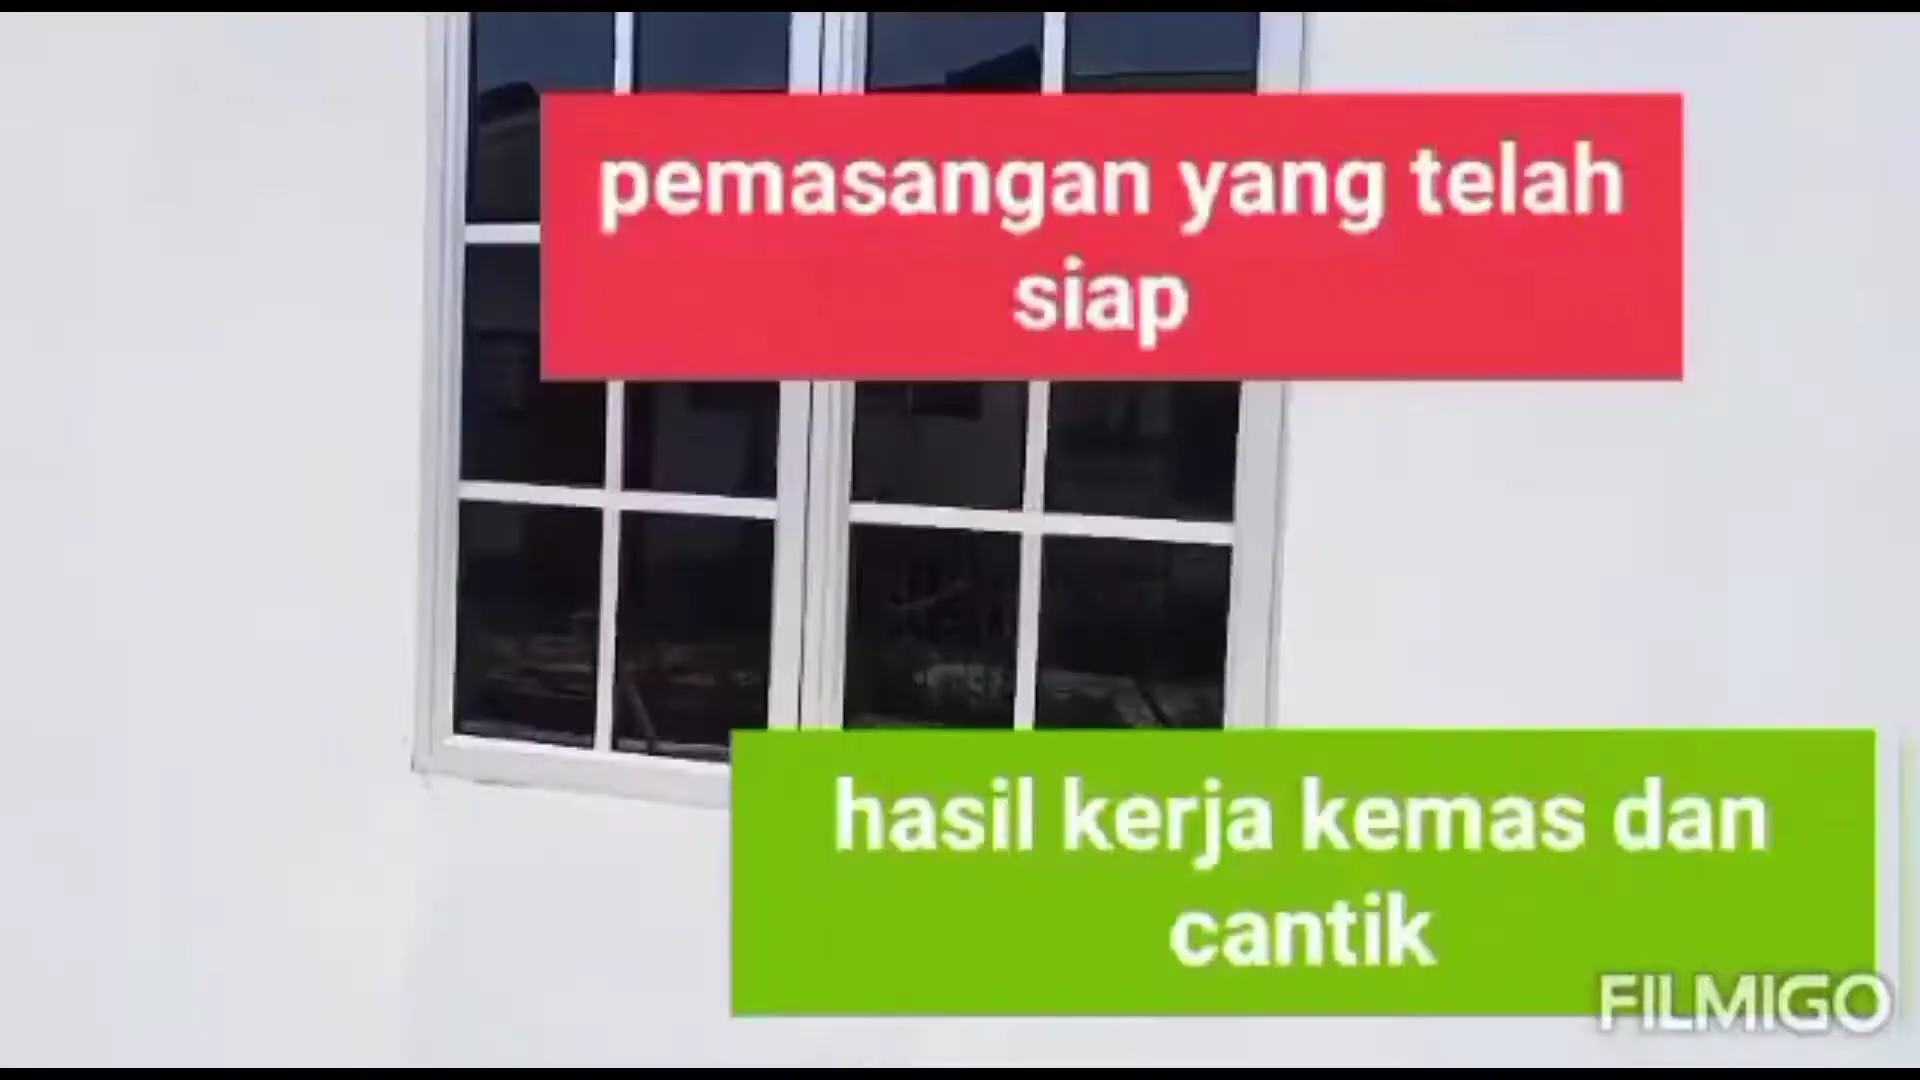 pemasangan yang telah
siap
hasil kerja kemas dan
cantik
FILMIGO